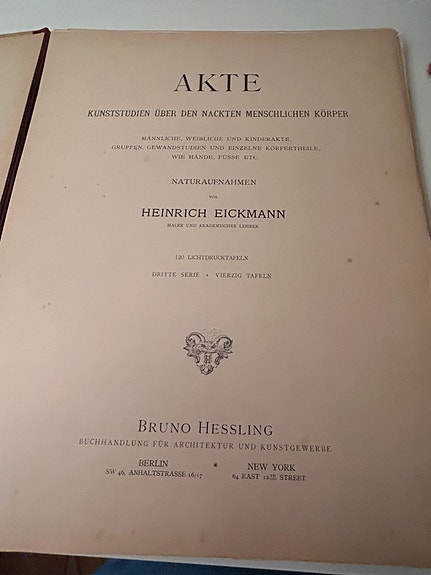 AKTE
KUNSTSTUDIEN ÜBER DEN NACKTEN MENSCHLICHEN KÖRPER
MÄNNLICHE, WEIBLICHE UND KINDERAKTE,
GRUPPEN, GEWANDSTUDIEN UND EINZELNE KÖRPERTHEILE,
WIE HÄNDE, FÜSSE ETC.
NATURAUFNAHMEN
VON
HEINRICH EICKMANN
MALER UND AKADEMISCHER LEHRER
120 LICHTDRUCKTAFELN
DRITTE SERIE • VIERZIG TAFELN
BRUNO HESSLING
BUCHHANDLUNG FÜR ARCHITEKTUR UND KUNSTGEWERBE
BERLIN * NEW YORK
SW 46, ANHALTSTRASSE 16/17 64 EAST 12TH STREET